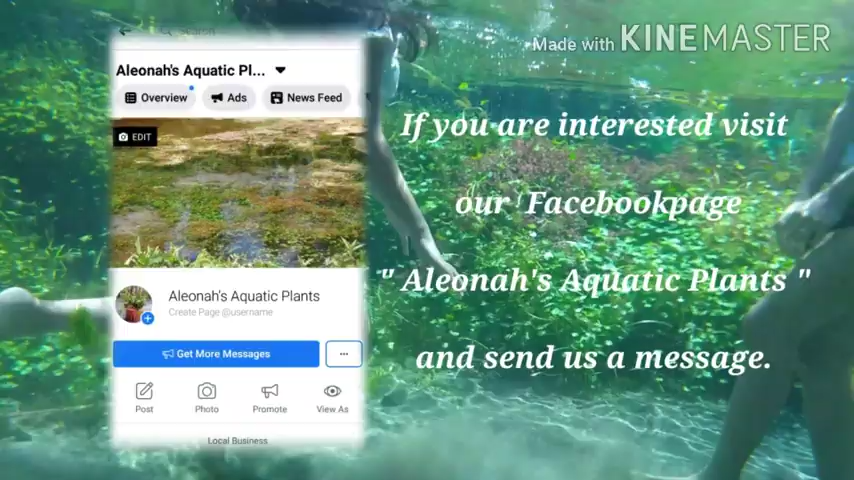 Made with KINEMASTER
Search
Aleonah's Aquatic Pl...
Overview Ads News Feed
EDIT
Aleonah's Aquatic Plants
Create Page @username
Get More Messages
Post Photo Promote View As
Local Business
If you are interested visit
our Facebookpage
" Aleonah's Aquatic Plants "
and send us a message.